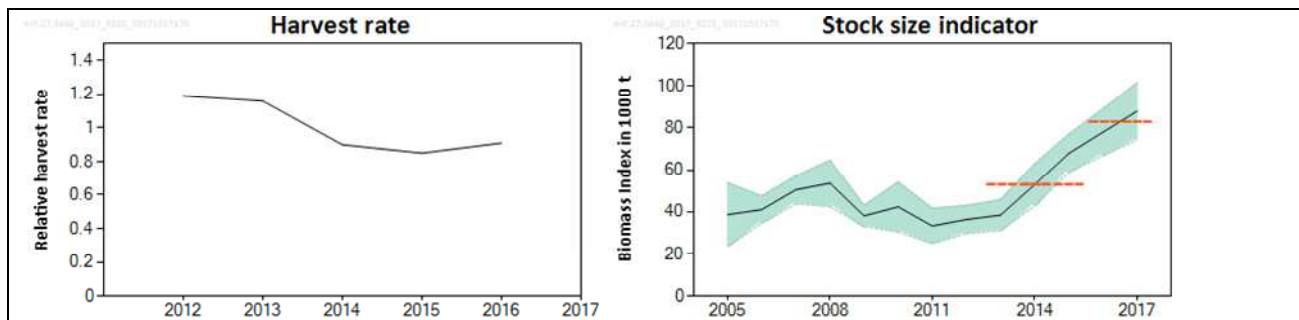 Harvest rate
1.4
1.2
1
0.8
0.6
0.4
0.2
0
Relative harvest rate
2012 2013 2014 2015 2016 2017
Stock size indicator
120
100
80
60
40
20
0
Biomass Index in 1000 t
2005 2008 2011 2014 2017